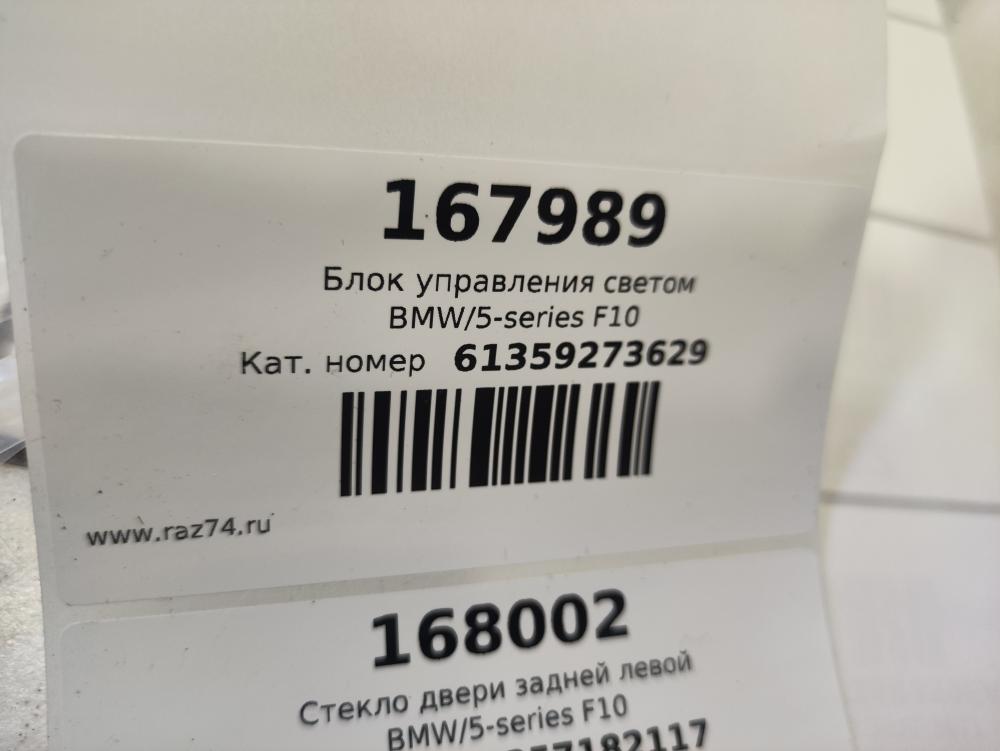 167989
Блок управления светом
BMW/5-series F10
Кат. номер 61359273629
www.raz74.ru
168002
Стекло двери задней левой
BMW/5-series F10